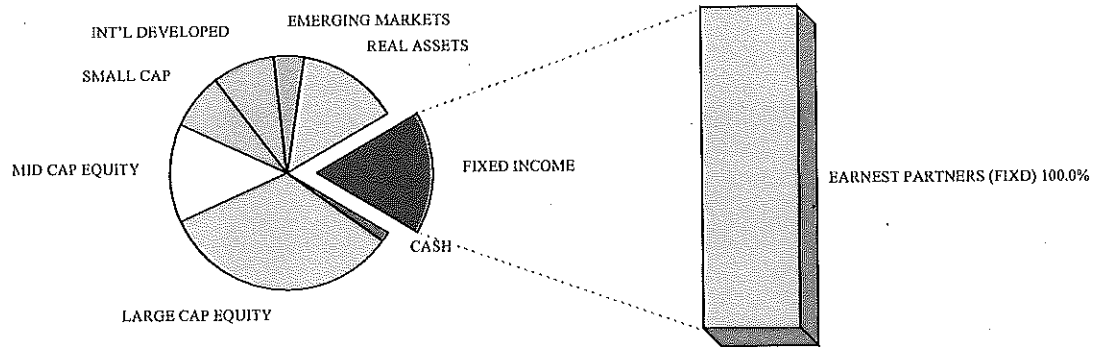 EMERGING MARKETS
INT'L DEVELOPED
REAL ASSETS
SMALL CAP
MID CAP EQUITY
FIXED INCOME
EARNEST PARTNERS (FIXD) 100.0%
CASH
LARGE CAP EQUITY